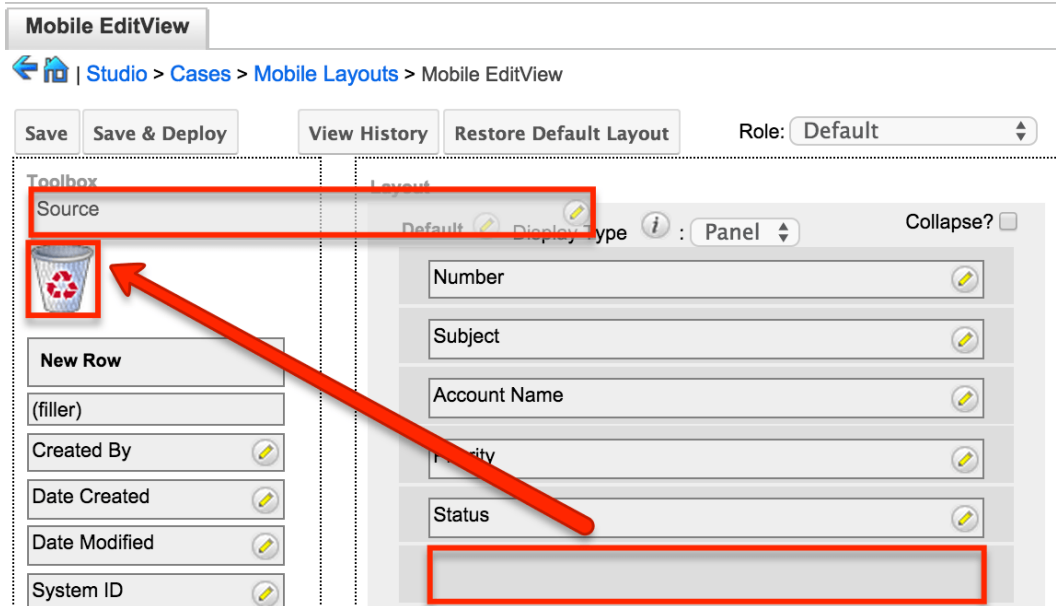 Mobile EditView
| Studio > Cases > Mobile Layouts > Mobile EditView
Save Save & Deploy View History Restore Default Layout Role: Default
Toolbox
Source
New Row
(filler)
Created By
Date Created
Date Modified
System ID
Layout
Default Display Type i : Panel Collapse?
Number
Subject
Account Name
Priority
Status